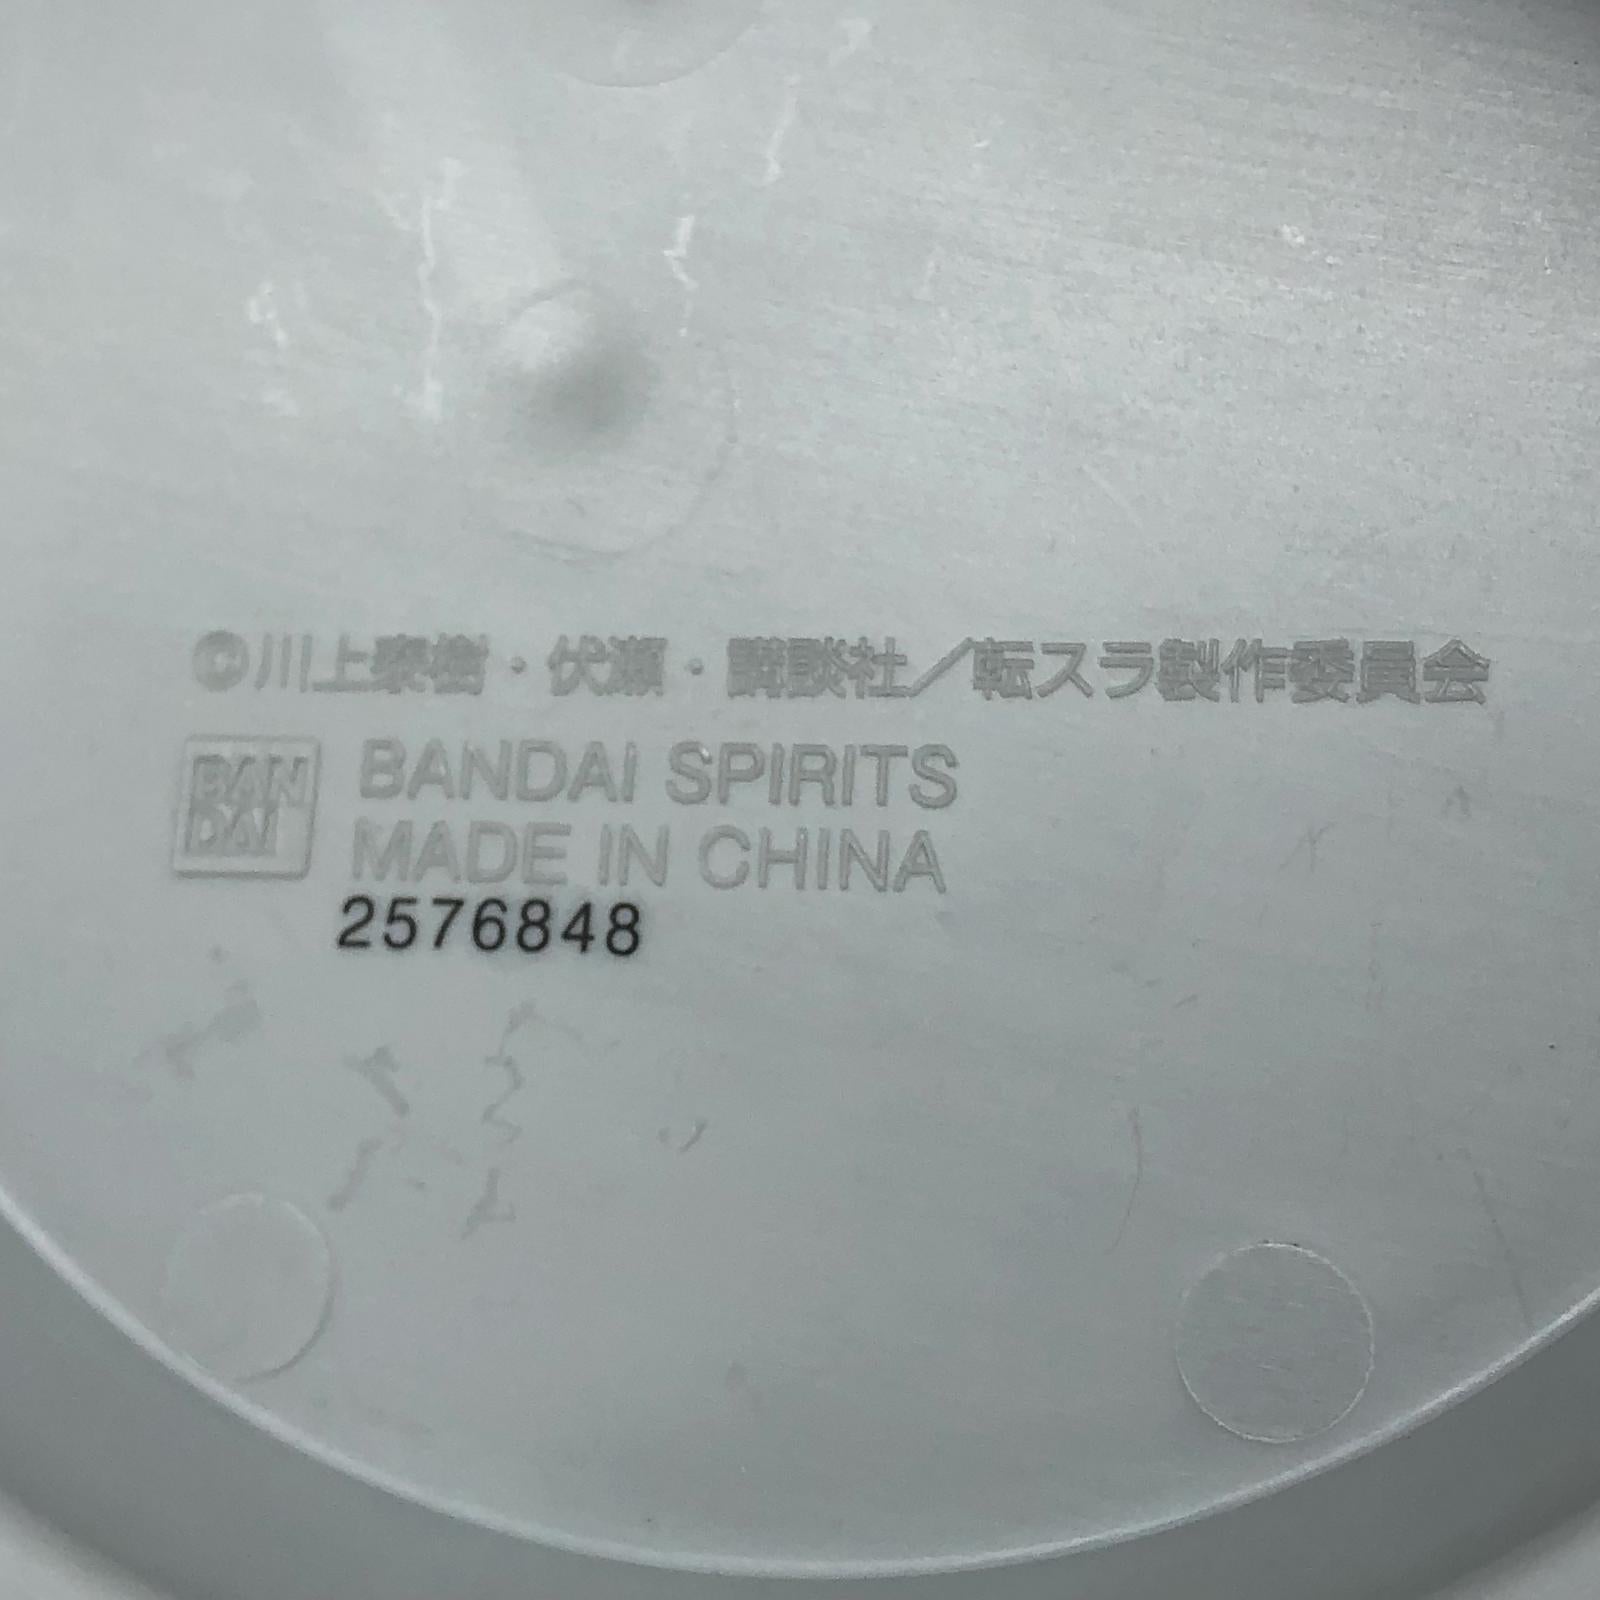 ©川上泰樹・伏瀬・講談社／転スラ製作委員会
BAN
DAI
BANDAI SPIRITS
MADE IN CHINA
2576848